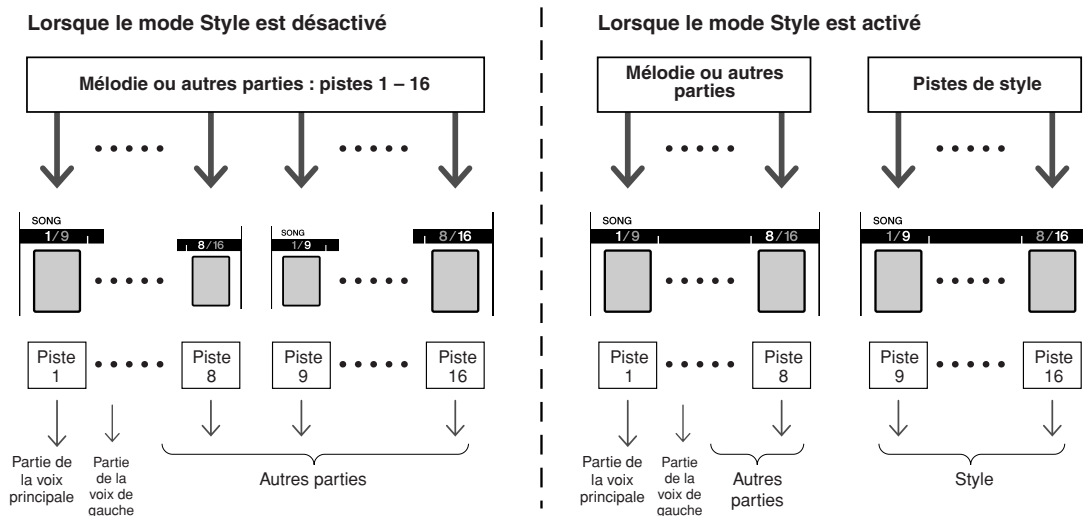 Lorsque le mode Style est désactivé
Mélodie ou autres parties : pistes 1 – 16
SONG
1/9
8/16
1/9
8/16
Piste
1
Piste
8
Piste
9
Piste
16
Partie de
la voix
principale
Partie
de la
voix de
gauche
Autres parties
Lorsque le mode Style est activé
Mélodie ou autres
parties
Pistes de style
SONG
1/9
8/16
SONG
1/9
8/16
Piste
1
Piste
8
Piste
9
Piste
16
Partie de
la voix
principale
Partie
de la
voix de
gauche
Autres
parties
Style